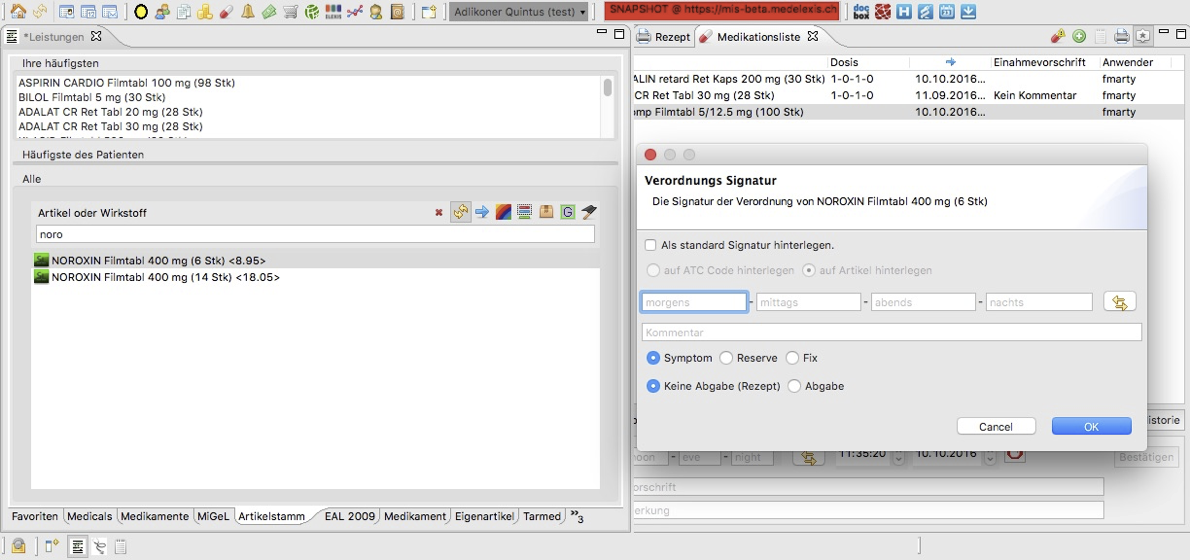 Adlikoner Quintus (test)
SNAPSHOT @ https://mis-beta.medelexis.ch
doc
box
ELEXIS
*Leistungen
Rezept
Medikationsliste
Ihre häufigsten
ASPIRIN CARDIO Filmtabl 100 mg (98 Stk)
BILOL Filmtabl 5 mg (30 Stk)
ADALAT CR Ret Tabl 20 mg (28 Stk)
ADALAT CR Ret Tabl 30 mg (28 Stk)
Häufigste des Patienten
Alle
Artikel oder Wirkstoff
noro
NOROXIN Filmtabl 400 mg (6 Stk) <8.95>
NOROXIN Filmtabl 400 mg (14 Stk) <18.05>
Favoriten Medicals Medikamente MiGeL Artikelstamm EAL 2009 Medikament Eigenartikel Tarmed »3
Dosis Einahmevorschrift Anwender
ALIN retard Ret Kaps 200 mg (30 Stk) 1-0-1-0 10.10.2016... fmarty
CR Ret Tabl 30 mg (28 Stk) 1-0-1-0 11.09.2016... Kein Kommentar fmarty
omp Filmtabl 5/12.5 mg (100 Stk) 10.10.2016... fmarty
Verordnungs Signatur
Die Signatur der Verordnung von NOROXIN Filmtabl 400 mg (6 Stk)
Als standard Signatur hinterlegen.
auf ATC Code hinterlegen auf Artikel hinterlegen
morgens - mittags - abends - nachts
Kommentar
Symptom Reserve Fix
Keine Abgabe (Rezept) Abgabe
Cancel OK
istorie
noon - eve - night 11:35:20 10.10.2016 Bestätigen
orschrift
erkung